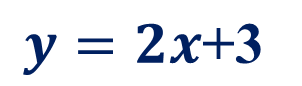 y = 2x+3